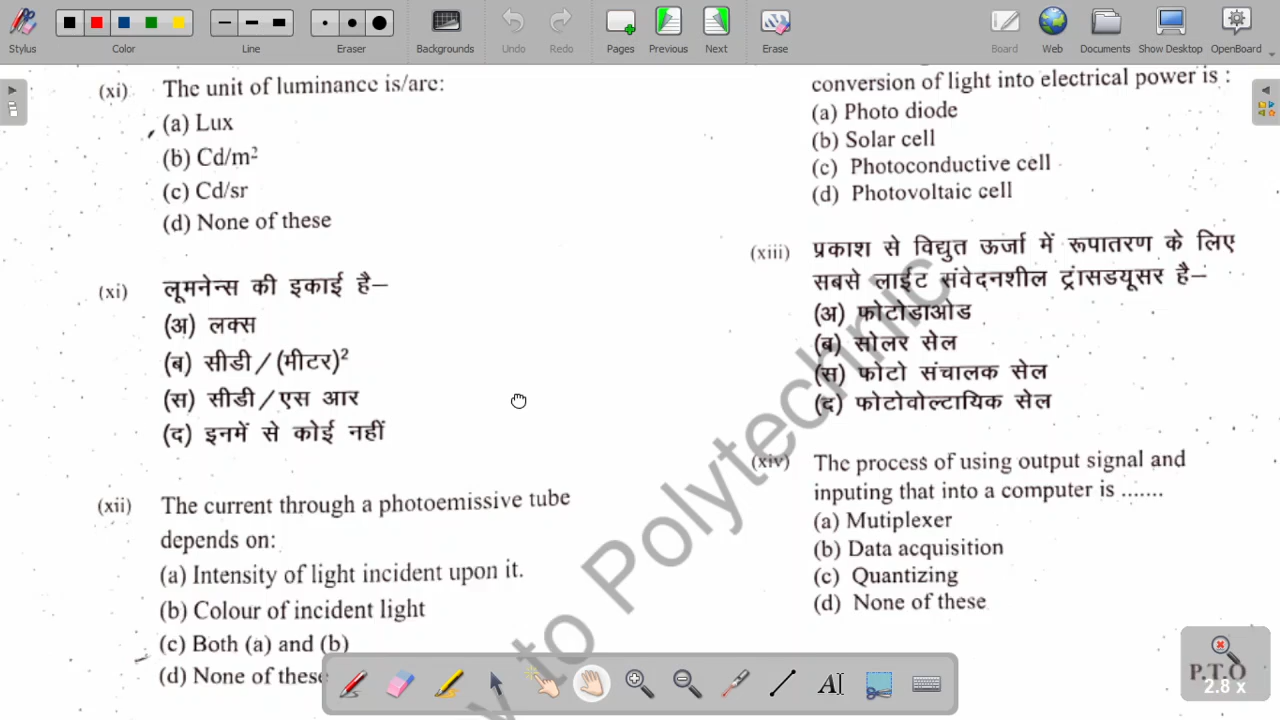 Stylus
Color
Line
Eraser
Backgrounds
Undo
Redo
Pages
Previous
Next
Erase
Board
Web
Documents
Show Desktop
OpenBoard
(xi) The unit of luminance is/are:
(a) Lux
(b) Cd/m²
(c) Cd/sr
(d) None of these
(xi) लूमनेन्स की इकाई है–
(अ) लक्स
(ब) सीडी/(मीटर)²
(स) सीडी/एस आर
(द) इनमें से कोई नहीं
(xii) The current through a photoemissive tube
depends on:
(a) Intensity of light incident upon it.
(b) Colour of incident light
(c) Both (a) and (b)
(d) None of these
conversion of light into electrical power is :
(a) Photo diode
(b) Solar cell
(c) Photoconductive cell
(d) Photovoltaic cell
(xiii) प्रकाश से विद्युत ऊर्जा में रूपातरण के लिए
सबसे लाईट संवेदनशील ट्रांसडयूसर है–
(अ) फोटोडाओड
(ब) सोलर सेल
(स) फोटो संचालक सेल
(द) फोटोवोल्टायिक सेल
(xiv) The process of using output signal and
inputing that into a computer is .......
(a) Mutiplexer
(b) Data acquisition
(c) Quantizing
(d) None of these
P.T.O
2.8 x
to Polytechnic